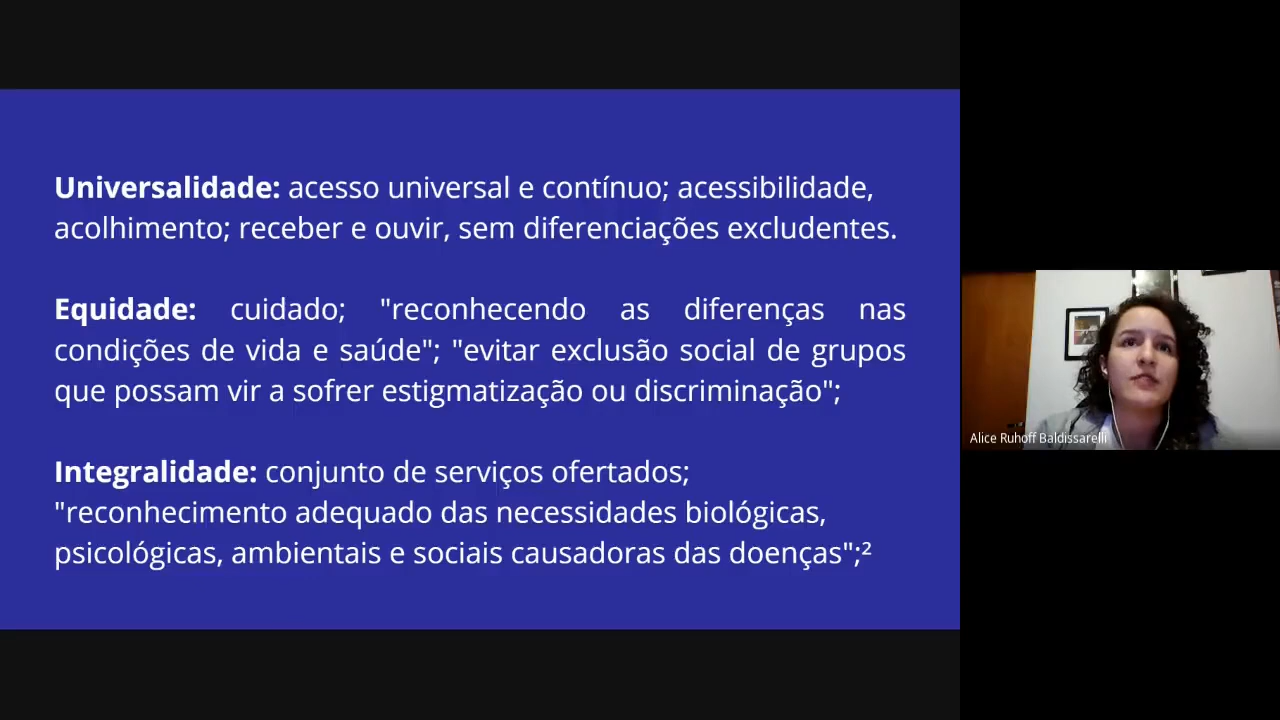 Universalidade: acesso universal e contínuo; acessibilidade,
acolhimento; receber e ouvir, sem diferenciações excludentes.
Equidade: cuidado; "reconhecendo as diferenças nas
condições de vida e saúde"; "evitar exclusão social de grupos
que possam vir a sofrer estigmatização ou discriminação";
Integralidade: conjunto de serviços ofertados;
"reconhecimento adequado das necessidades biológicas,
psicológicas, ambientais e sociais causadoras das doenças";²
Alice Ruhoff Baldissarelli